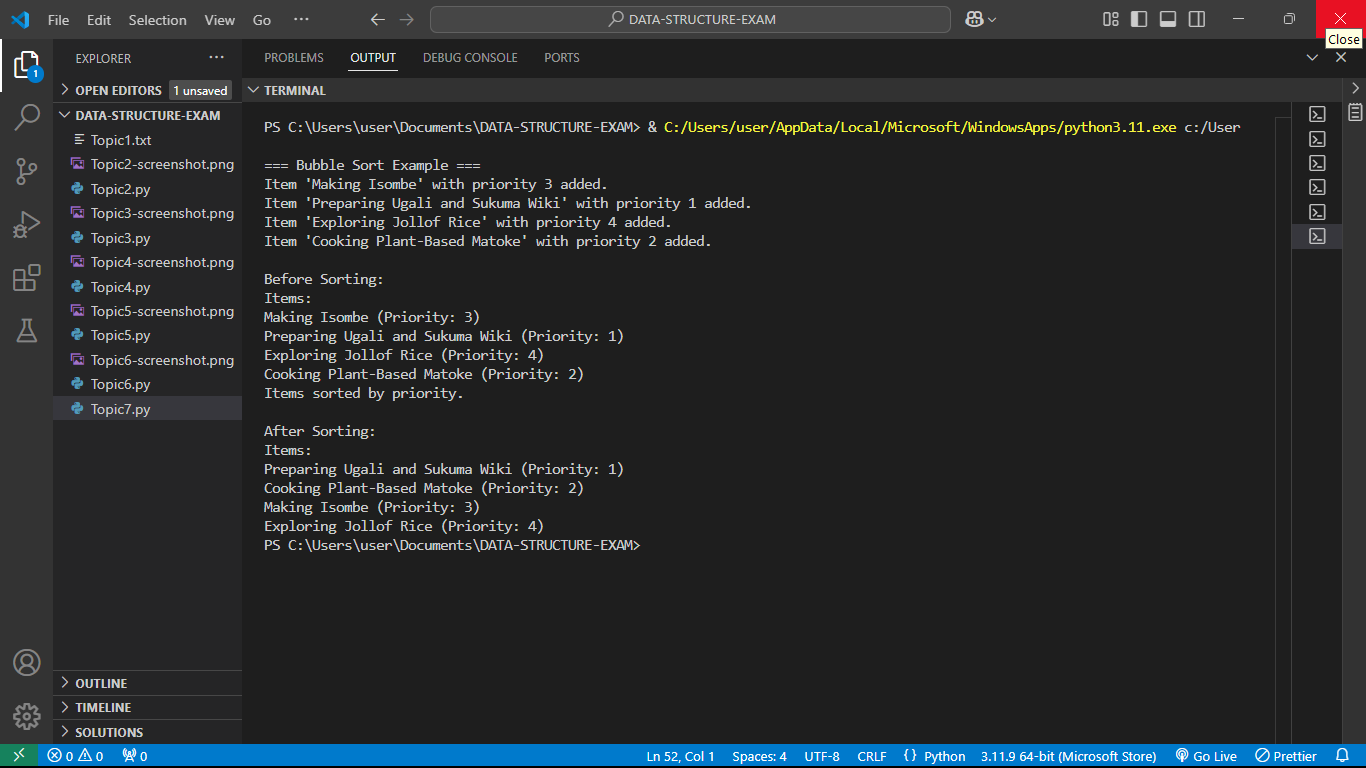 File Edit Selection View Go ···
DATA-STRUCTURE-EXAM
Close
1
EXPLORER ···
OPEN EDITORS 1 unsaved
DATA-STRUCTURE-EXAM
Topic1.txt
Topic2-screenshot.png
Topic2.py
Topic3-screenshot.png
Topic3.py
Topic4-screenshot.png
Topic4.py
Topic5-screenshot.png
Topic5.py
Topic6-screenshot.png
Topic6.py
Topic7.py
OUTLINE
TIMELINE
SOLUTIONS
PROBLEMS OUTPUT DEBUG CONSOLE PORTS
TERMINAL
PS C:\Users\user\Documents\DATA-STRUCTURE-EXAM> & C:/Users/user/AppData/Local/Microsoft/WindowsApps/python3.11.exe c:/User
=== Bubble Sort Example ===
Item 'Making Isombe' with priority 3 added.
Item 'Preparing Ugali and Sukuma Wiki' with priority 1 added.
Item 'Exploring Jollof Rice' with priority 4 added.
Item 'Cooking Plant-Based Matoke' with priority 2 added.
Before Sorting:
Items:
Making Isombe (Priority: 3)
Preparing Ugali and Sukuma Wiki (Priority: 1)
Exploring Jollof Rice (Priority: 4)
Cooking Plant-Based Matoke (Priority: 2)
Items sorted by priority.
After Sorting:
Items:
Preparing Ugali and Sukuma Wiki (Priority: 1)
Cooking Plant-Based Matoke (Priority: 2)
Making Isombe (Priority: 3)
Exploring Jollof Rice (Priority: 4)
PS C:\Users\user\Documents\DATA-STRUCTURE-EXAM>
0 0 0 Ln 52, Col 1 Spaces: 4 UTF-8 CRLF {} Python 3.11.9 64-bit (Microsoft Store) Go Live Prettier